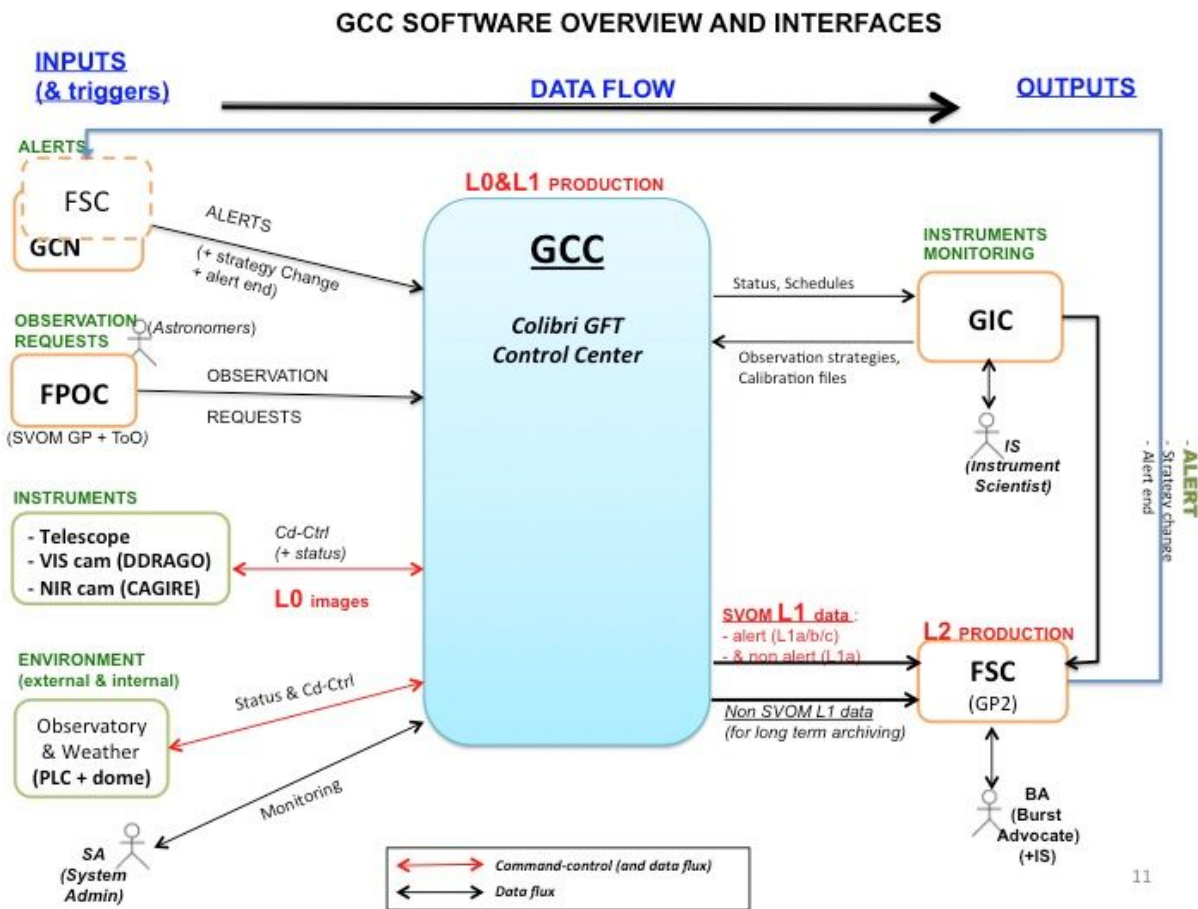 GCC SOFTWARE OVERVIEW AND INTERFACES
INPUTS
(& triggers)
DATA FLOW
OUTPUTS
ALERTS
FSC
GCN
ALERTS
(+ strategy Change
+ alert end)
OBSERVATION
REQUESTS
(Astronomers)
FPOC
(SVOM GP + ToO)
OBSERVATION
REQUESTS
INSTRUMENTS
- Telescope
- VIS cam (DDRAGO)
- NIR cam (CAGIRE)
Cd-Ctrl
(+ status)
L0 images
ENVIRONMENT
(external & internal)
Observatory
& Weather
(PLC + dome)
Status & Cd-Ctrl
Monitoring
SA
(System
Admin)
L0&L1 PRODUCTION
GCC
Colibri GFT
Control Center
Status, Schedules
Observation strategies,
Calibration files
INSTRUMENTS
MONITORING
GIC
IS
(Instrument
Scientist)
- ALERT
- Strategy change
- Alert end
SVOM L1 data :
- alert (L1a/b/c)
- & non alert (L1a)
Non SVOM L1 data
(for long term archiving)
L2 PRODUCTION
FSC
(GP2)
BA
(Burst
Advocate)
(+IS)
Command-control (and data flux)
Data flux
11